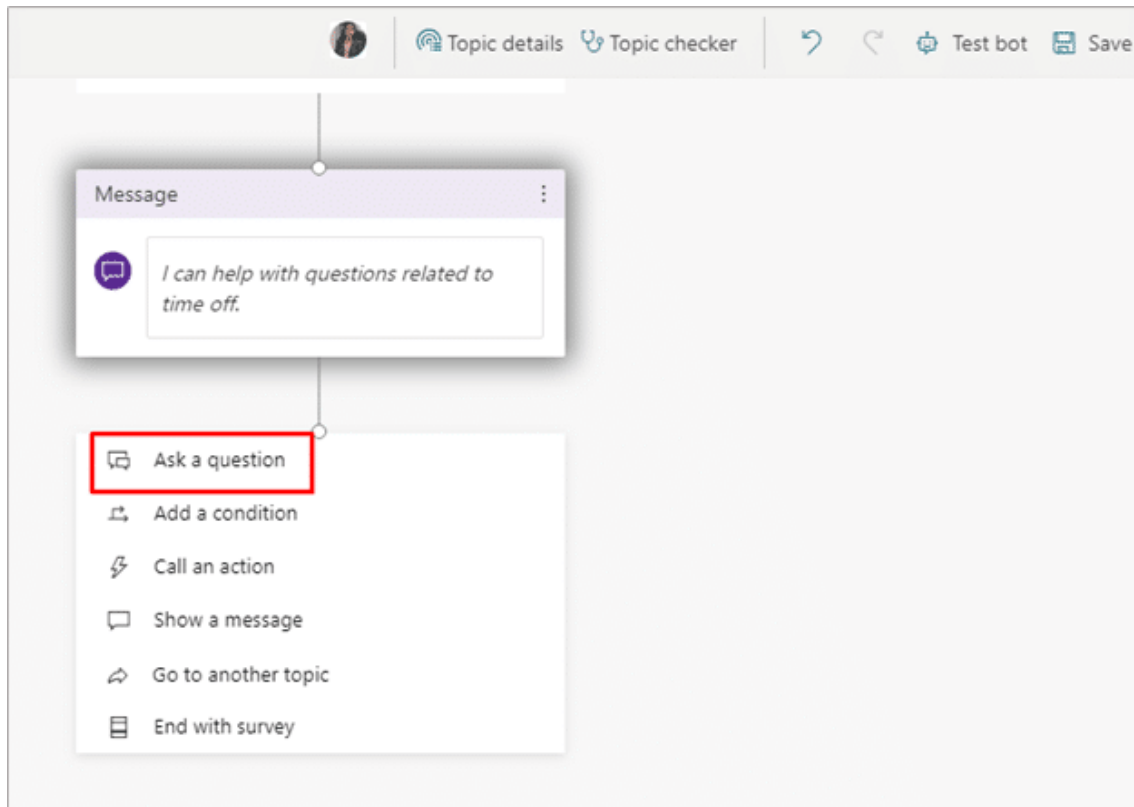 Topic details Topic checker Test bot Save
Message
I can help with questions related to
time off.
Ask a question
Add a condition
Call an action
Show a message
Go to another topic
End with survey